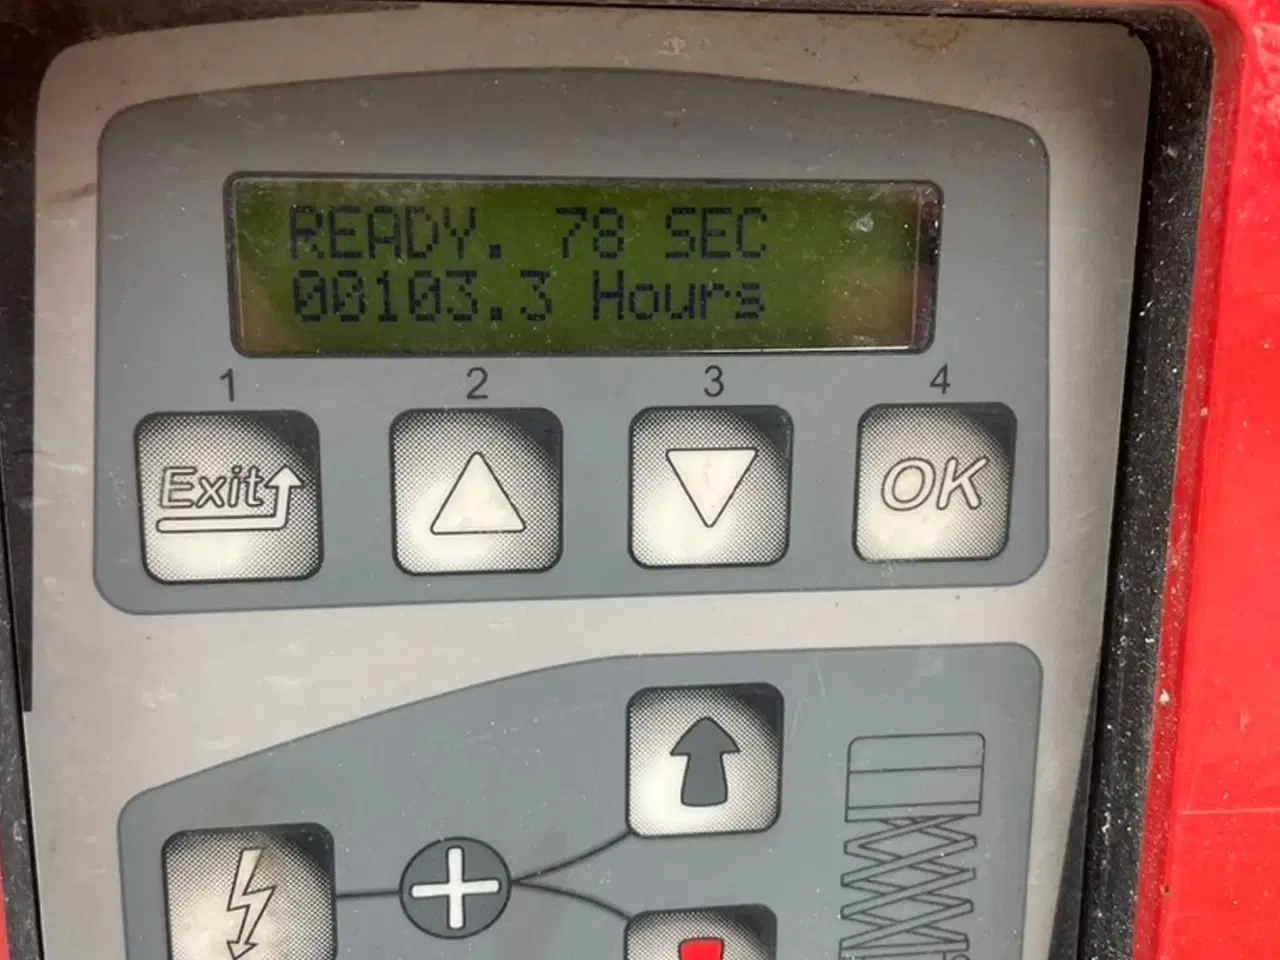 READY. 78 SEC
00103.3 Hours
1 2 3 4
Exit OK